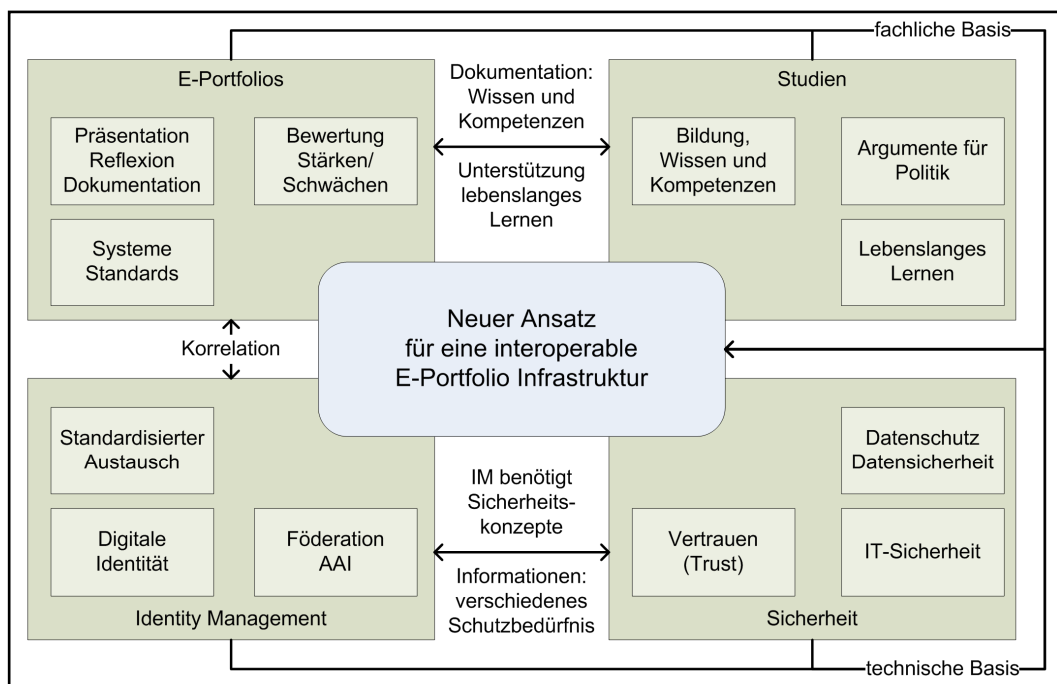 fachliche Basis
E-Portfolios
Präsentation
Reflexion
Dokumentation
Bewertung
Stärken/
Schwächen
Systeme
Standards
Dokumentation:
Wissen und
Kompetenzen
Unterstützung
lebenslanges
Lernen
Studien
Bildung,
Wissen und
Kompetenzen
Argumente für
Politik
Lebenslanges
Lernen
Neuer Ansatz
für eine interoperable
E-Portfolio Infrastruktur
Korrelation
Standardisierter
Austausch
Digitale
Identität
Föderation
AAI
Identity Management
IM benötigt
Sicherheits-
konzepte
Informationen:
verschiedenes
Schutzbedürfnis
Datenschutz
Datensicherheit
Vertrauen
(Trust)
IT-Sicherheit
Sicherheit
technische Basis